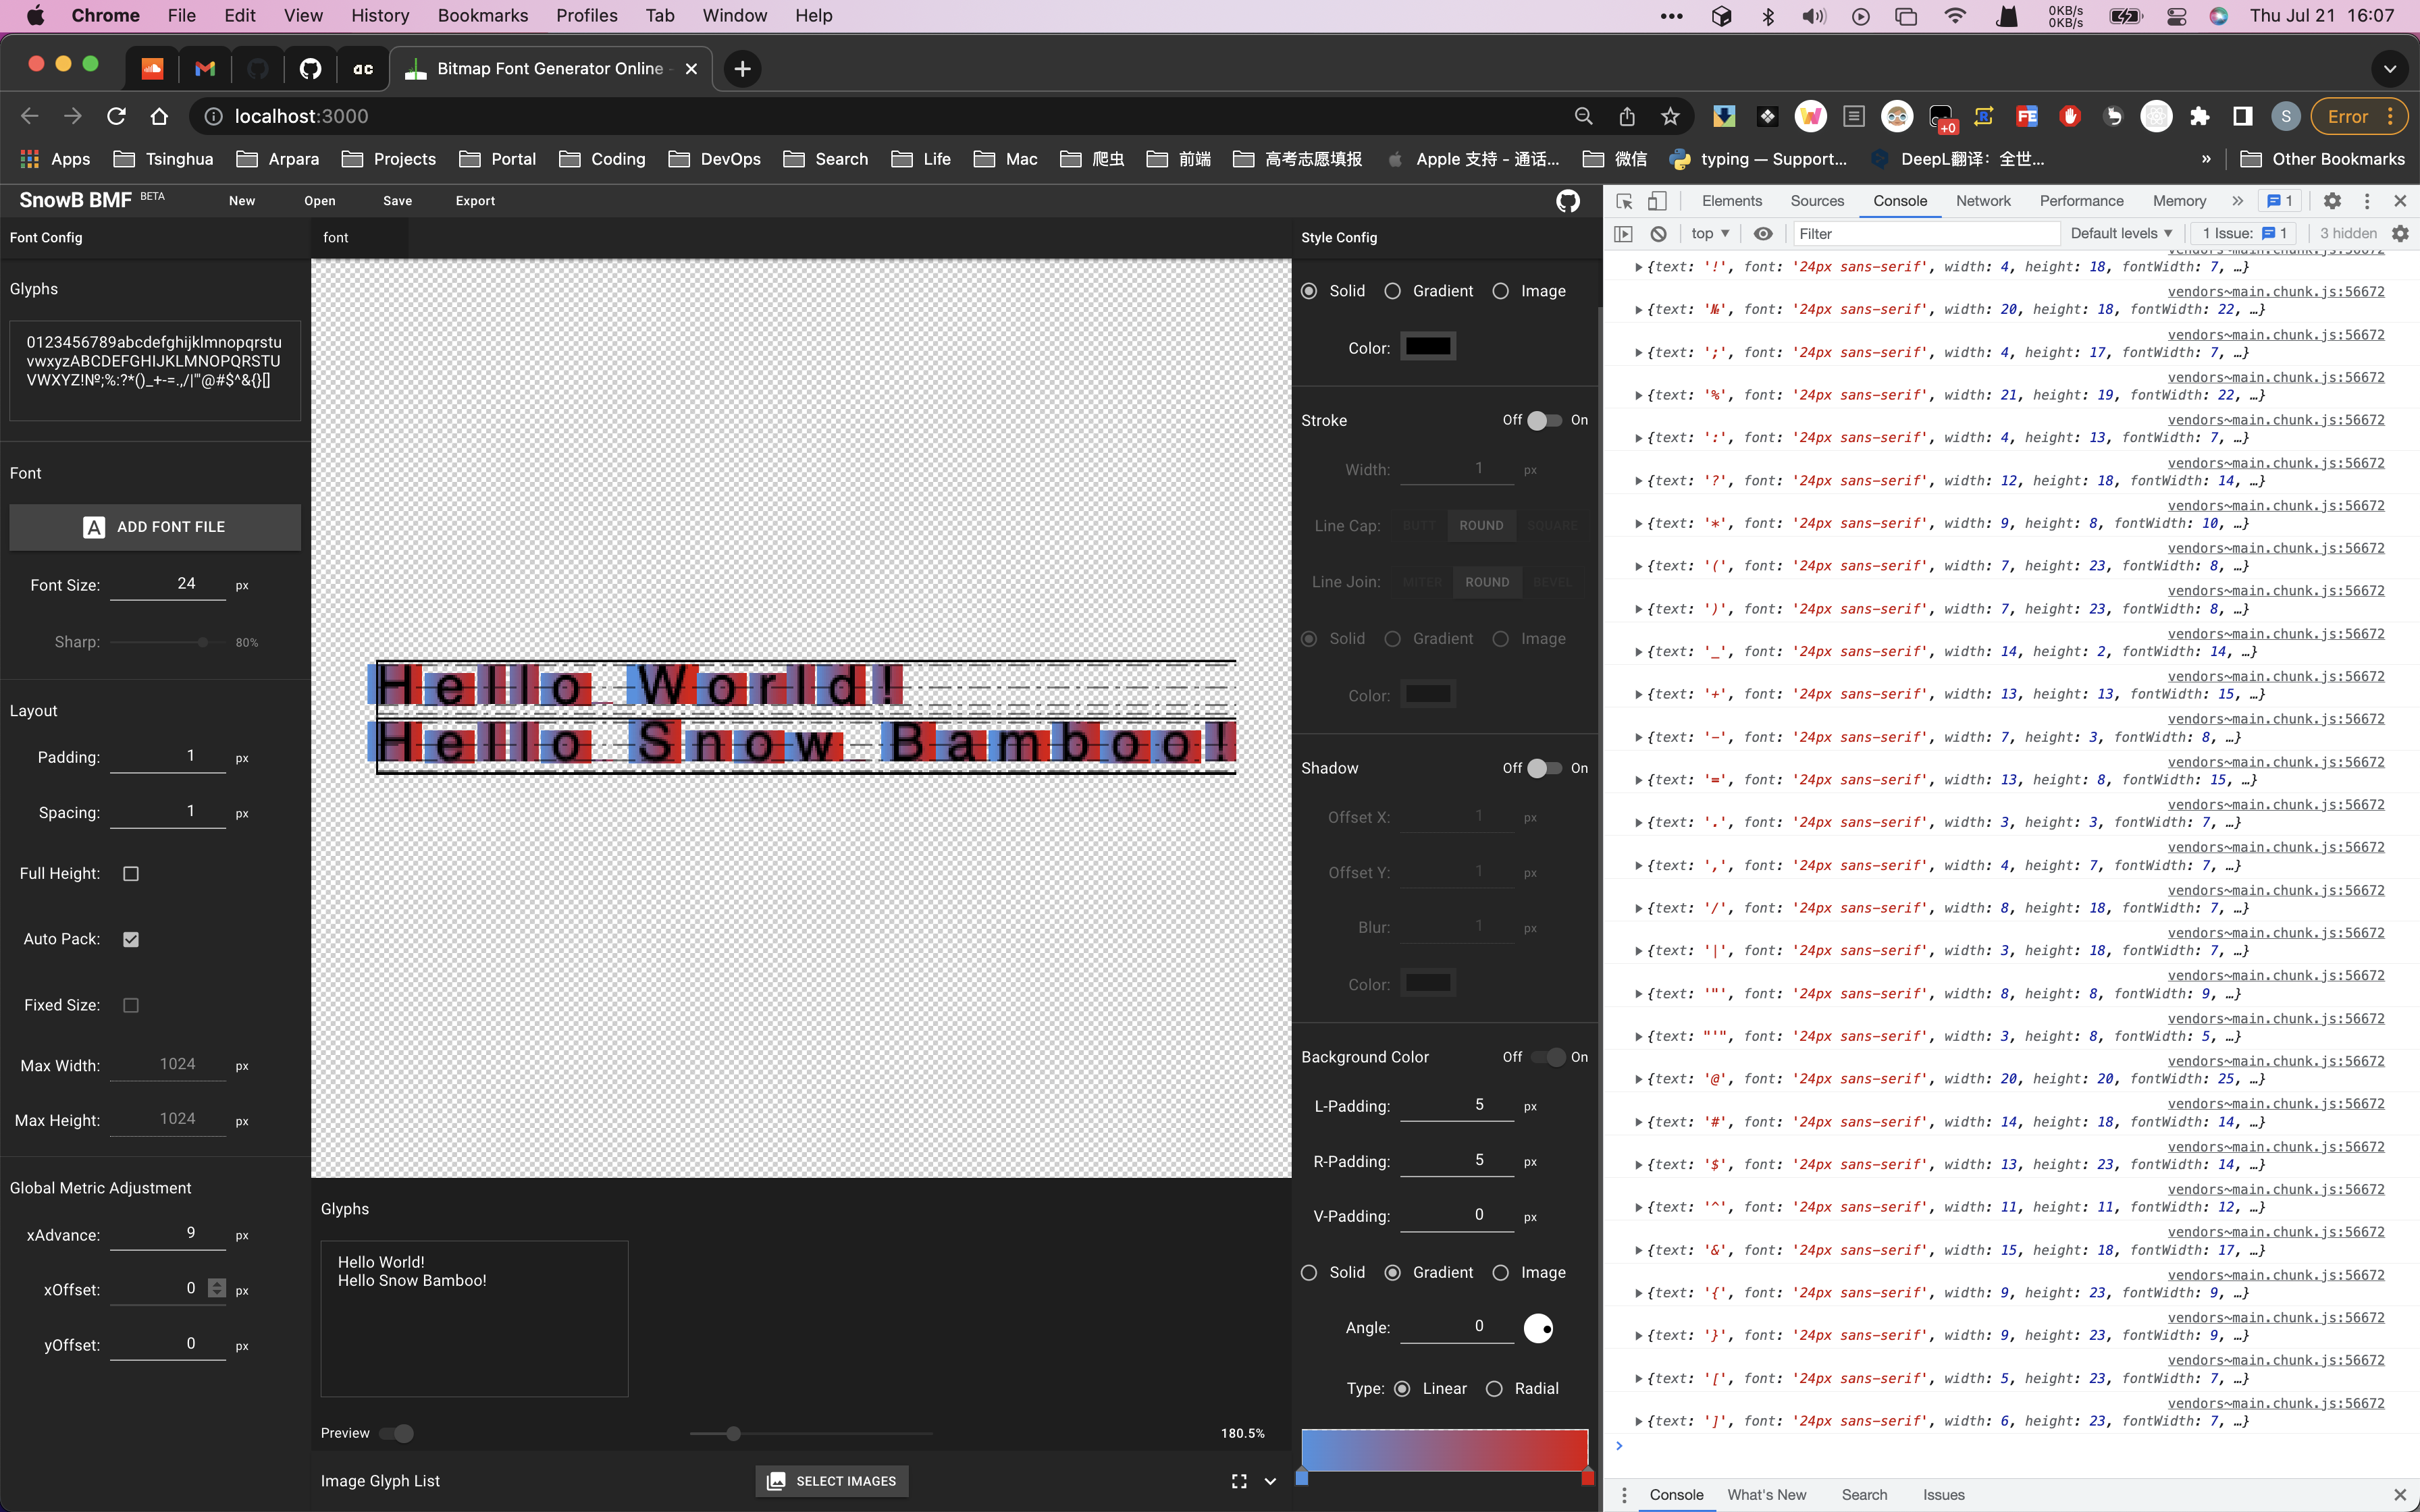 Chrome File Edit View History Bookmarks Profiles Tab Window Help 0KB/s 0KB/s Thu Jul 21 16:07
ac Bitmap Font Generator Online -
localhost:3000 +0 FE S Error
Apps Tsinghua Arpara Projects Portal Coding DevOps Search Life Mac 爬虫 前端 高考志愿填报 Apple 支持 - 通话... 微信 typing — Support... DeepL翻译：全世... » Other Bookmarks
SnowB BMF BETA New Open Save Export
Font Config
Glyphs
0123456789abcdefghijklmnopqrstu
vwxyzABCDEFGHIJKLMNOPQRSTU
VWXYZ!№;%:?*()_+-=.,/|"'@#$^&{}[]
Font
ADD FONT FILE
Font Size: 24 px
Sharp: 80%
Layout
Padding: 1 px
Spacing: 1 px
Full Height:
Auto Pack:
Fixed Size:
Max Width: 1024 px
Max Height: 1024 px
Global Metric Adjustment
xAdvance: 9 px
xOffset: 0 px
yOffset: 0 px
font
Hello World!
Hello Snow Bamboo!
Glyphs
Hello World!
Hello Snow Bamboo!
Preview 180.5%
Image Glyph List SELECT IMAGES
Style Config
Solid Gradient Image
Color:
Stroke Off On
Width: 1 px
Line Cap: BUTT ROUND SQUARE
Line Join: MITER ROUND BEVEL
Solid Gradient Image
Color:
Shadow Off On
Offset X: 1 px
Offset Y: 1 px
Blur: 1 px
Color:
Background Color Off On
L-Padding: 5 px
R-Padding: 5 px
V-Padding: 0 px
Solid Gradient Image
Angle: 0
Type: Linear Radial
Elements Sources Console Network Performance Memory » 1
top Filter Default levels 1 Issue: 1 3 hidden
vendors~main.chunk.js:56672
{text: '!', font: '24px sans-serif', width: 4, height: 18, fontWidth: 7, …}
vendors~main.chunk.js:56672
{text: '№', font: '24px sans-serif', width: 20, height: 18, fontWidth: 22, …}
vendors~main.chunk.js:56672
{text: ';', font: '24px sans-serif', width: 4, height: 17, fontWidth: 7, …}
vendors~main.chunk.js:56672
{text: '%', font: '24px sans-serif', width: 21, height: 19, fontWidth: 22, …}
vendors~main.chunk.js:56672
{text: ':', font: '24px sans-serif', width: 4, height: 13, fontWidth: 7, …}
vendors~main.chunk.js:56672
{text: '?', font: '24px sans-serif', width: 12, height: 18, fontWidth: 14, …}
vendors~main.chunk.js:56672
{text: '*', font: '24px sans-serif', width: 9, height: 8, fontWidth: 10, …}
vendors~main.chunk.js:56672
{text: '(', font: '24px sans-serif', width: 7, height: 23, fontWidth: 8, …}
vendors~main.chunk.js:56672
{text: ')', font: '24px sans-serif', width: 7, height: 23, fontWidth: 8, …}
vendors~main.chunk.js:56672
{text: '_', font: '24px sans-serif', width: 14, height: 2, fontWidth: 14, …}
vendors~main.chunk.js:56672
{text: '+', font: '24px sans-serif', width: 13, height: 13, fontWidth: 15, …}
vendors~main.chunk.js:56672
{text: '-', font: '24px sans-serif', width: 7, height: 3, fontWidth: 8, …}
vendors~main.chunk.js:56672
{text: '=', font: '24px sans-serif', width: 13, height: 8, fontWidth: 15, …}
vendors~main.chunk.js:56672
{text: '.', font: '24px sans-serif', width: 3, height: 3, fontWidth: 7, …}
vendors~main.chunk.js:56672
{text: ',', font: '24px sans-serif', width: 4, height: 7, fontWidth: 7, …}
vendors~main.chunk.js:56672
{text: '/', font: '24px sans-serif', width: 8, height: 18, fontWidth: 7, …}
vendors~main.chunk.js:56672
{text: '|', font: '24px sans-serif', width: 3, height: 18, fontWidth: 7, …}
vendors~main.chunk.js:56672
{text: '"', font: '24px sans-serif', width: 8, height: 8, fontWidth: 9, …}
vendors~main.chunk.js:56672
{text: "'", font: '24px sans-serif', width: 3, height: 8, fontWidth: 5, …}
vendors~main.chunk.js:56672
{text: '@', font: '24px sans-serif', width: 20, height: 20, fontWidth: 25, …}
vendors~main.chunk.js:56672
{text: '#', font: '24px sans-serif', width: 14, height: 18, fontWidth: 14, …}
vendors~main.chunk.js:56672
{text: '$', font: '24px sans-serif', width: 13, height: 23, fontWidth: 14, …}
vendors~main.chunk.js:56672
{text: '^', font: '24px sans-serif', width: 11, height: 11, fontWidth: 12, …}
vendors~main.chunk.js:56672
{text: '&', font: '24px sans-serif', width: 15, height: 18, fontWidth: 17, …}
vendors~main.chunk.js:56672
{text: '{', font: '24px sans-serif', width: 9, height: 23, fontWidth: 9, …}
vendors~main.chunk.js:56672
{text: '}', font: '24px sans-serif', width: 9, height: 23, fontWidth: 9, …}
vendors~main.chunk.js:56672
{text: '[', font: '24px sans-serif', width: 5, height: 23, fontWidth: 7, …}
vendors~main.chunk.js:56672
{text: ']', font: '24px sans-serif', width: 6, height: 23, fontWidth: 7, …}
Console What's New Search Issues